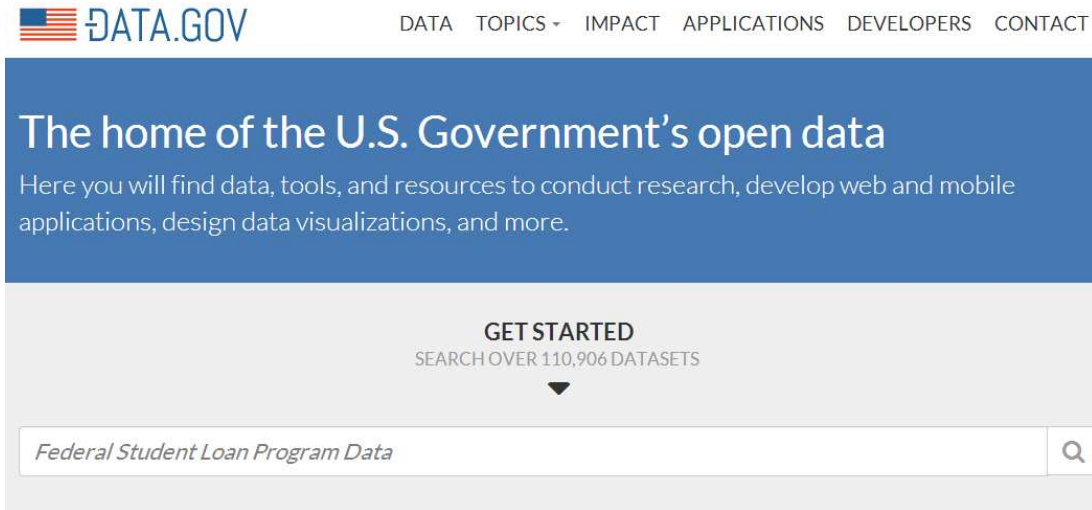 DATA.GOV
DATA TOPICS IMPACT APPLICATIONS DEVELOPERS CONTACT
The home of the U.S. Government’s open data
Here you will find data, tools, and resources to conduct research, develop web and mobile
applications, design data visualizations, and more.
GET STARTED
SEARCH OVER 110,906 DATASETS
Federal Student Loan Program Data